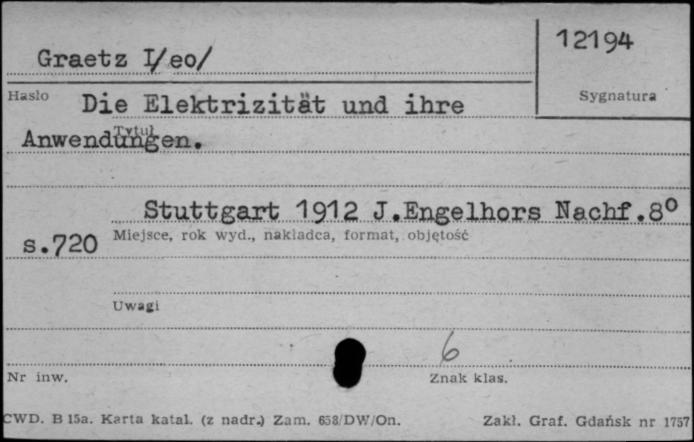 Graetz L/eo/
12194
Hasło
Sygnatura
Die Elektrizität und ihre
Tytuł
Anwendungen.
Stuttgart 1912 J.Engelhors Nachf.8°
s.720
Miejsce, rok wyd., nakładca, format, objętość
Uwagi
6
Nr inw.
Znak klas.
CWD. B 15a. Karta katal. (z nadr.) Zam. 658/DW/On.
Zakł. Graf. Gdańsk nr 1757